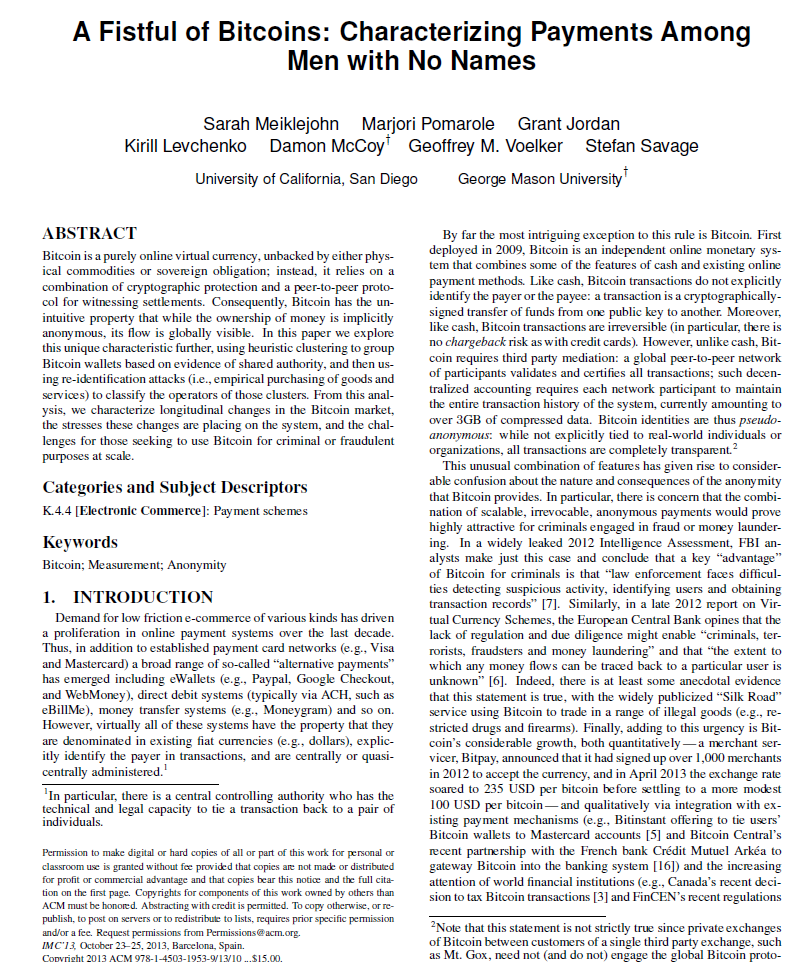 A Fistful of Bitcoins: Characterizing Payments Among
Men with No Names
Sarah Meiklejohn Marjori Pomarole Grant Jordan
Kirill Levchenko Damon McCoy† Geoffrey M. Voelker Stefan Savage
University of California, San Diego George Mason University†
ABSTRACT
Bitcoin is a purely online virtual currency, unbacked by either phys-
ical commodities or sovereign obligation; instead, it relies on a
combination of cryptographic protection and a peer-to-peer proto-
col for witnessing settlements. Consequently, Bitcoin has the un-
intuitive property that while the ownership of money is implicitly
anonymous, its flow is globally visible. In this paper we explore
this unique characteristic further, using heuristic clustering to group
Bitcoin wallets based on evidence of shared authority, and then us-
ing re-identification attacks (i.e., empirical purchasing of goods and
services) to classify the operators of those clusters. From this anal-
ysis, we characterize longitudinal changes in the Bitcoin market,
the stresses these changes are placing on the system, and the chal-
lenges for those seeking to use Bitcoin for criminal or fraudulent
purposes at scale.
Categories and Subject Descriptors
K.4.4 [Electronic Commerce]: Payment schemes
Keywords
Bitcoin; Measurement; Anonymity
1. INTRODUCTION
Demand for low friction e-commerce of various kinds has driven
a proliferation in online payment systems over the last decade.
Thus, in addition to established payment card networks (e.g., Visa
and Mastercard) a broad range of so-called “alternative payments”
has emerged including eWallets (e.g., Paypal, Google Checkout,
and WebMoney), direct debit systems (typically via ACH, such as
eBillMe), money transfer systems (e.g., Moneygram) and so on.
However, virtually all of these systems have the property that they
are denominated in existing fiat currencies (e.g., dollars), explic-
itly identify the payer in transactions, and are centrally or quasi-
centrally administered.1
1In particular, there is a central controlling authority who has the
technical and legal capacity to tie a transaction back to a pair of
individuals.
Permission to make digital or hard copies of all or part of this work for personal or
classroom use is granted without fee provided that copies are not made or distributed
for profit or commercial advantage and that copies bear this notice and the full cita-
tion on the first page. Copyrights for components of this work owned by others than
ACM must be honored. Abstracting with credit is permitted. To copy otherwise, or re-
publish, to post on servers or to redistribute to lists, requires prior specific permission
and/or a fee. Request permissions from Permissions@acm.org.
IMC’13, October 23–25, 2013, Barcelona, Spain.
Copyright 2013 ACM 978-1-4503-1953-9/13/10 ...$15.00.
By far the most intriguing exception to this rule is Bitcoin. First
deployed in 2009, Bitcoin is an independent online monetary sys-
tem that combines some of the features of cash and existing online
payment methods. Like cash, Bitcoin transactions do not explicitly
identify the payer or the payee: a transaction is a cryptographically-
signed transfer of funds from one public key to another. Moreover,
like cash, Bitcoin transactions are irreversible (in particular, there is
no chargeback risk as with credit cards). However, unlike cash, Bit-
coin requires third party mediation: a global peer-to-peer network
of participants validates and certifies all transactions; such decen-
tralized accounting requires each network participant to maintain
the entire transaction history of the system, currently amounting to
over 3GB of compressed data. Bitcoin identities are thus pseudo-
anonymous: while not explicitly tied to real-world individuals or
organizations, all transactions are completely transparent.2
This unusual combination of features has given rise to consider-
able confusion about the nature and consequences of the anonymity
that Bitcoin provides. In particular, there is concern that the combi-
nation of scalable, irrevocable, anonymous payments would prove
highly attractive for criminals engaged in fraud or money launder-
ing. In a widely leaked 2012 Intelligence Assessment, FBI an-
alysts make just this case and conclude that a key “advantage”
of Bitcoin for criminals is that “law enforcement faces difficul-
ties detecting suspicious activity, identifying users and obtaining
transaction records” [7]. Similarly, in a late 2012 report on Vir-
tual Currency Schemes, the European Central Bank opines that the
lack of regulation and due diligence might enable “criminals, ter-
rorists, fraudsters and money laundering” and that “the extent to
which any money flows can be traced back to a particular user is
unknown” [6]. Indeed, there is at least some anecdotal evidence
that this statement is true, with the widely publicized “Silk Road”
service using Bitcoin to trade in a range of illegal goods (e.g., re-
stricted drugs and firearms). Finally, adding to this urgency is Bit-
coin’s considerable growth, both quantitatively — a merchant ser-
vicer, Bitpay, announced that it had signed up over 1,000 merchants
in 2012 to accept the currency, and in April 2013 the exchange rate
soared to 235 USD per bitcoin before settling to a more modest
100 USD per bitcoin — and qualitatively via integration with ex-
isting payment mechanisms (e.g., Bitinstant offering to tie users’
Bitcoin wallets to Mastercard accounts [5] and Bitcoin Central’s
recent partnership with the French bank Crédit Mutuel Arkéa to
gateway Bitcoin into the banking system [16]) and the increasing
attention of world financial institutions (e.g., Canada’s recent deci-
sion to tax Bitcoin transactions [3] and FinCEN’s recent regulations
2Note that this statement is not strictly true since private exchanges
of Bitcoin between customers of a single third party exchange, such
as Mt. Gox, need not (and do not) engage the global Bitcoin proto-